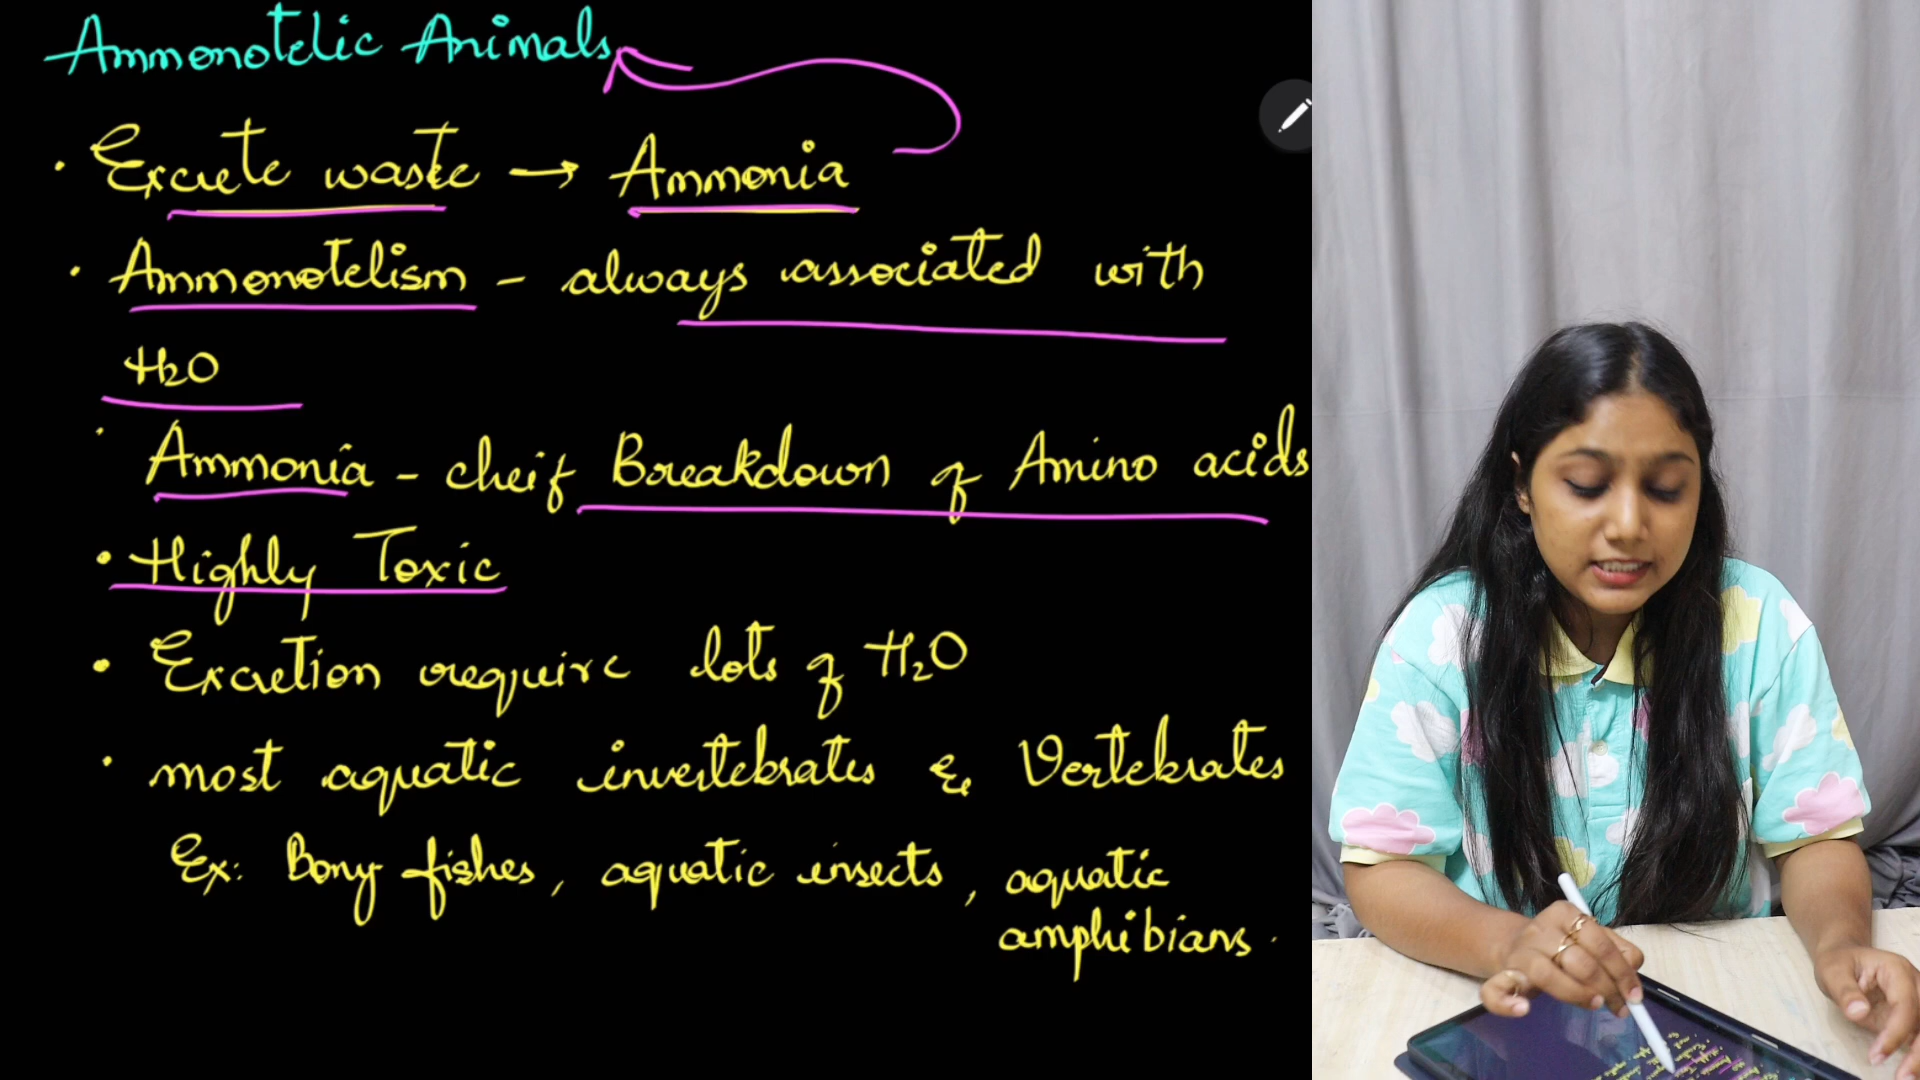 Ammonotelic Animals
· Excrete waste → Ammonia
· Ammonotelism - always associated with
H2O
· Ammonia - cheif Breakdown of Amino acids
· Highly Toxic
· Excretion require lots of H2O
· most aquatic invertebrates & Vertebrates
Ex: Bony fishes, aquatic insects, aquatic
amphibians.